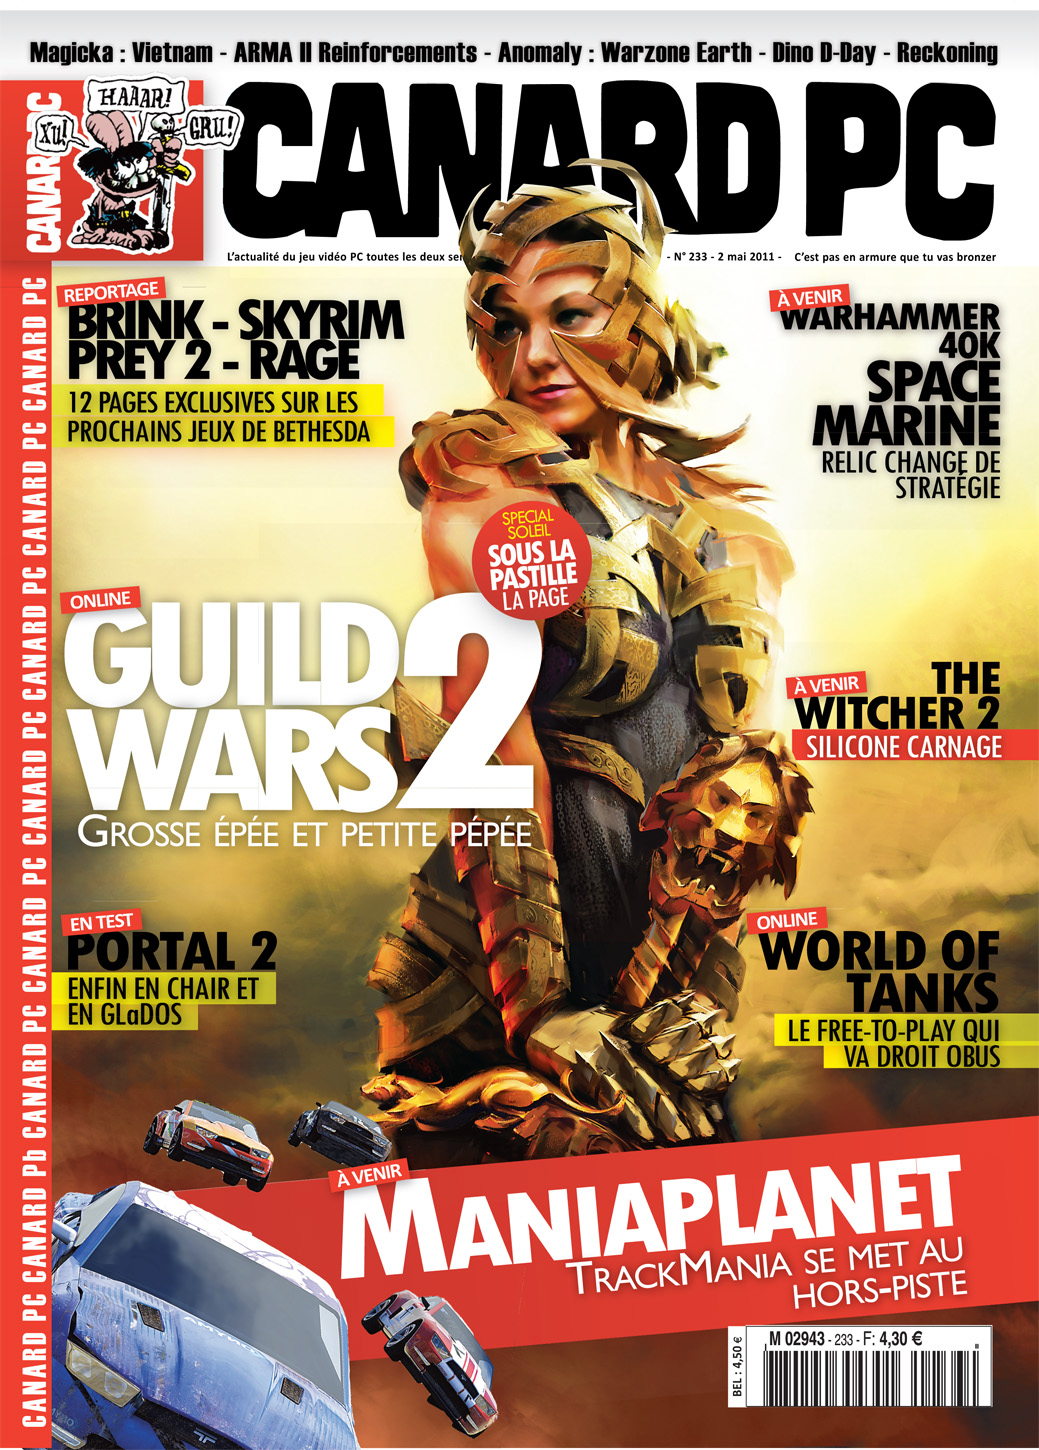 Magicka : Vietnam - ARMA II Reinforcements - Anomaly : Warzone Earth - Dino D-Day - Reckoning
CANARD PC
HAAAR!
XU!
GRU!
CANARD PC
L'actualité du jeu vidéo PC toutes les deux - N° 233 - 2 mai 2011 - C'est pas en armure que tu vas bronzer
REPORTAGE
BRINK - SKYRIM
PREY 2 - RAGE
12 PAGES EXCLUSIVES SUR LES
PROCHAINS JEUX DE BETHESDA
À VENIR
WARHAMMER
40K
SPACE
MARINE
RELIC CHANGE DE
STRATÉGIE
SPECIAL
SOLEIL
SOUS LA
PASTILLE
LA PAGE
ONLINE
GUILD
WARS 2
GROSSE ÉPÉE ET PETITE PÉPÉE
À VENIR
THE
WITCHER 2
SILICONE CARNAGE
EN TEST
PORTAL 2
ENFIN EN CHAIR ET
EN GLaDOS
ONLINE
WORLD OF
TANKS
LE FREE-TO-PLAY QUI
VA DROIT OBUS
À VENIR
MANIAPLANET
TRACKMANIA SE MET AU
HORS-PISTE
BEL : 4,50 €
M 02943 - 233 - F: 4,30 €
CANARD PC CANARD PC CANARD Pb CANARD PC CANARD PC CANARD PC CANARD PC CANARD PC CANARD PC